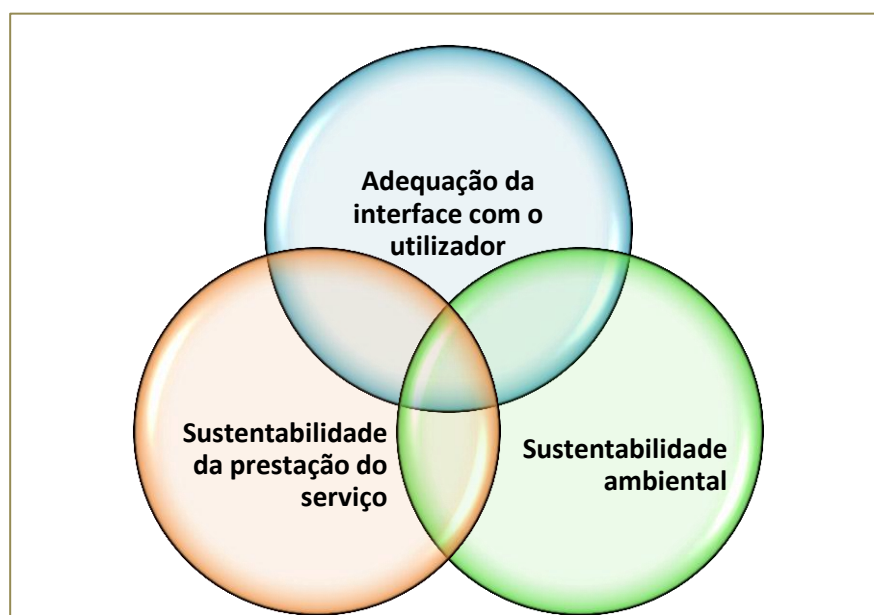 Adequação da
interface com o
utilizador
Sustentabilidade
da prestação do
serviço
Sustentabilidade
ambiental